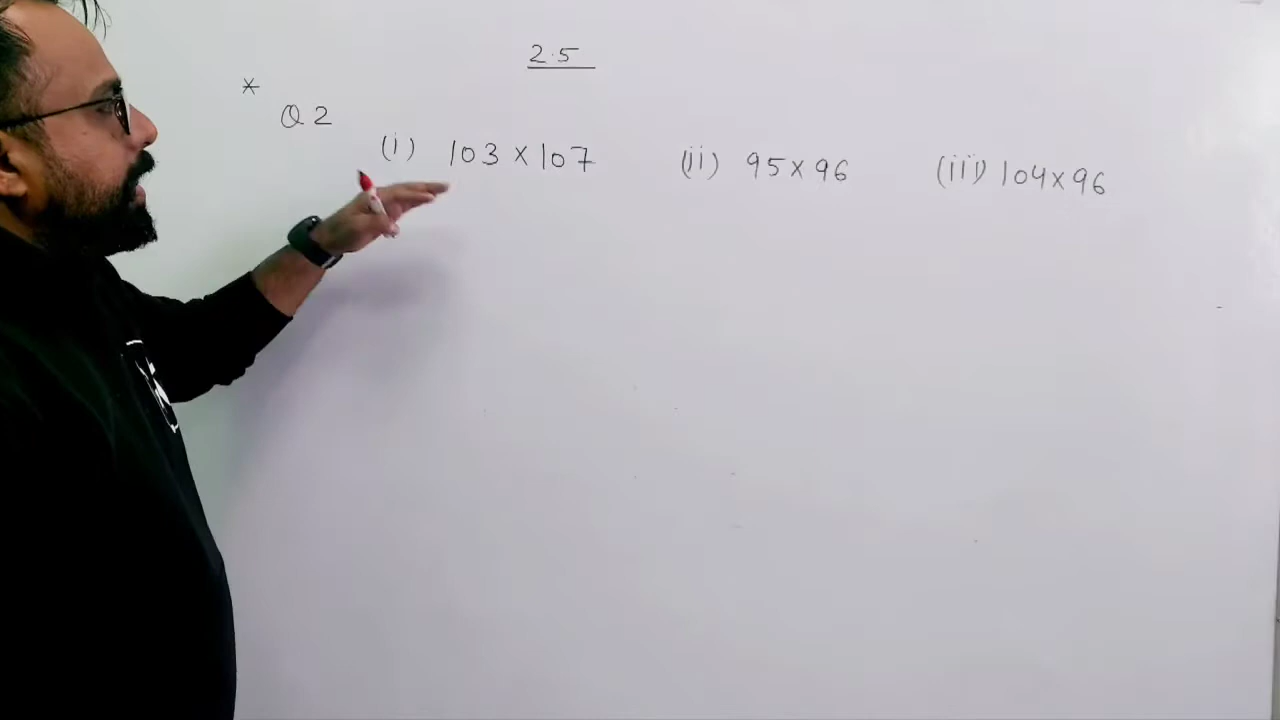 2.5
*
Q 2
(i) 103 × 107 (ii) 95 × 96 (iii) 104 × 96